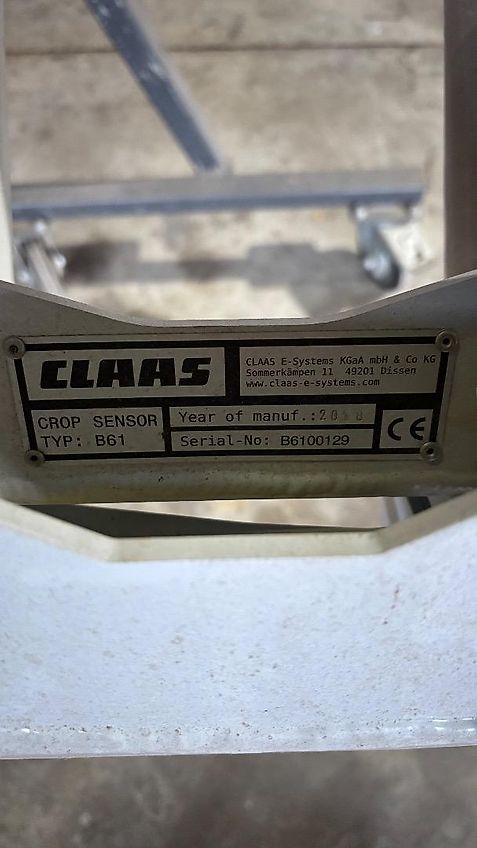 CLAAS
CLAAS E-Systems KGaA mbH & Co KG
Sommerkämpen 11 49201 Dissen
www.claas-e-systems.com
CROP SENSOR
TYP: B61
Year of manuf.:
Serial-No: B6100129
CE